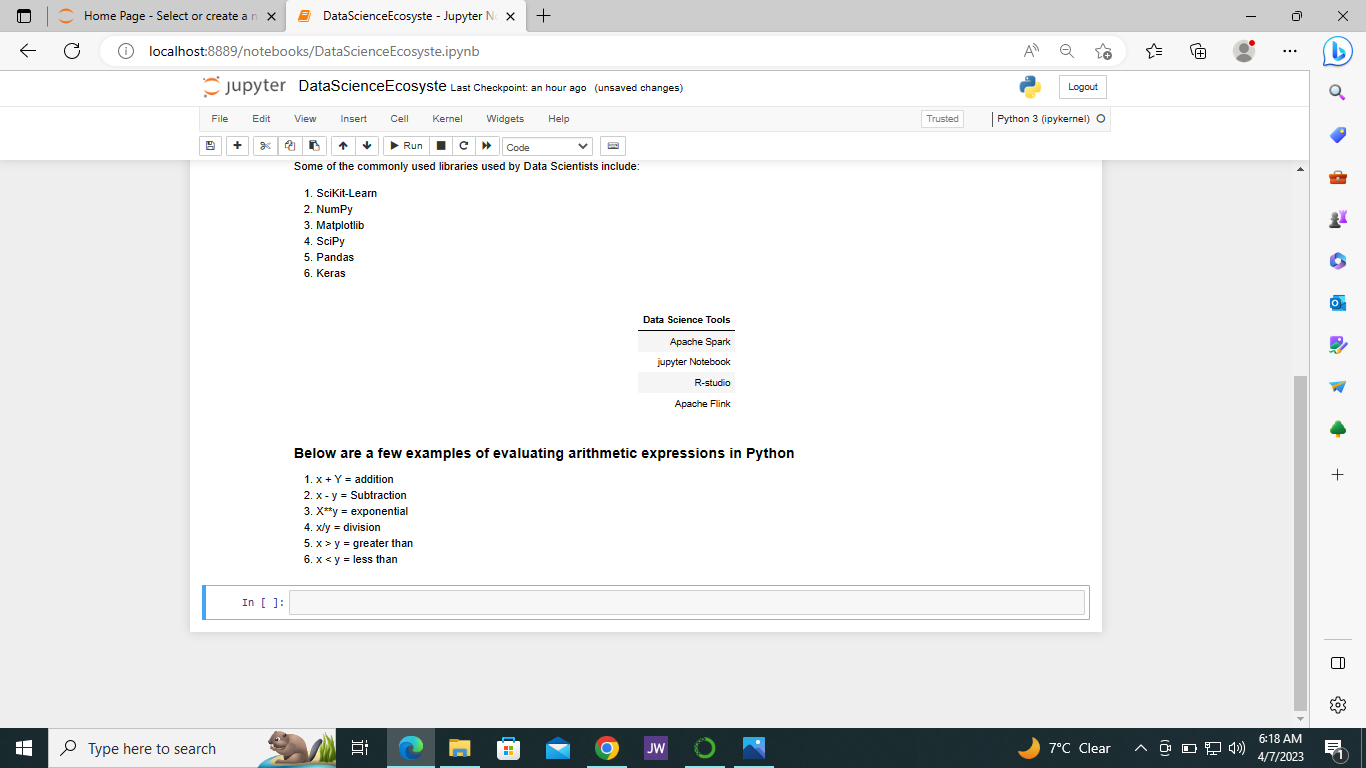 Home Page - Select or create a n
DataScienceEcosyste - Jupyter N
localhost:8889/notebooks/DataScienceEcosyste.ipynb
jupyter DataScienceEcosyste Last Checkpoint: an hour ago (unsaved changes)
Logout
File Edit View Insert Cell Kernel Widgets Help
Trusted
Python 3 (ipykernel)
Run
Code
Some of the commonly used libraries used by Data Scientists include:
1. SciKit-Learn
2. NumPy
3. Matplotlib
4. SciPy
5. Pandas
6. Keras
Data Science Tools
Apache Spark
jupyter Notebook
R-studio
Apache Flink
Below are a few examples of evaluating arithmetic expressions in Python
1. x + Y = addition
2. x - y = Subtraction
3. X**y = exponential
4. x/y = division
5. x > y = greater than
6. x < y = less than
In [ ]:
Type here to search
JW
7°C Clear
6:18 AM
4/7/2023
1